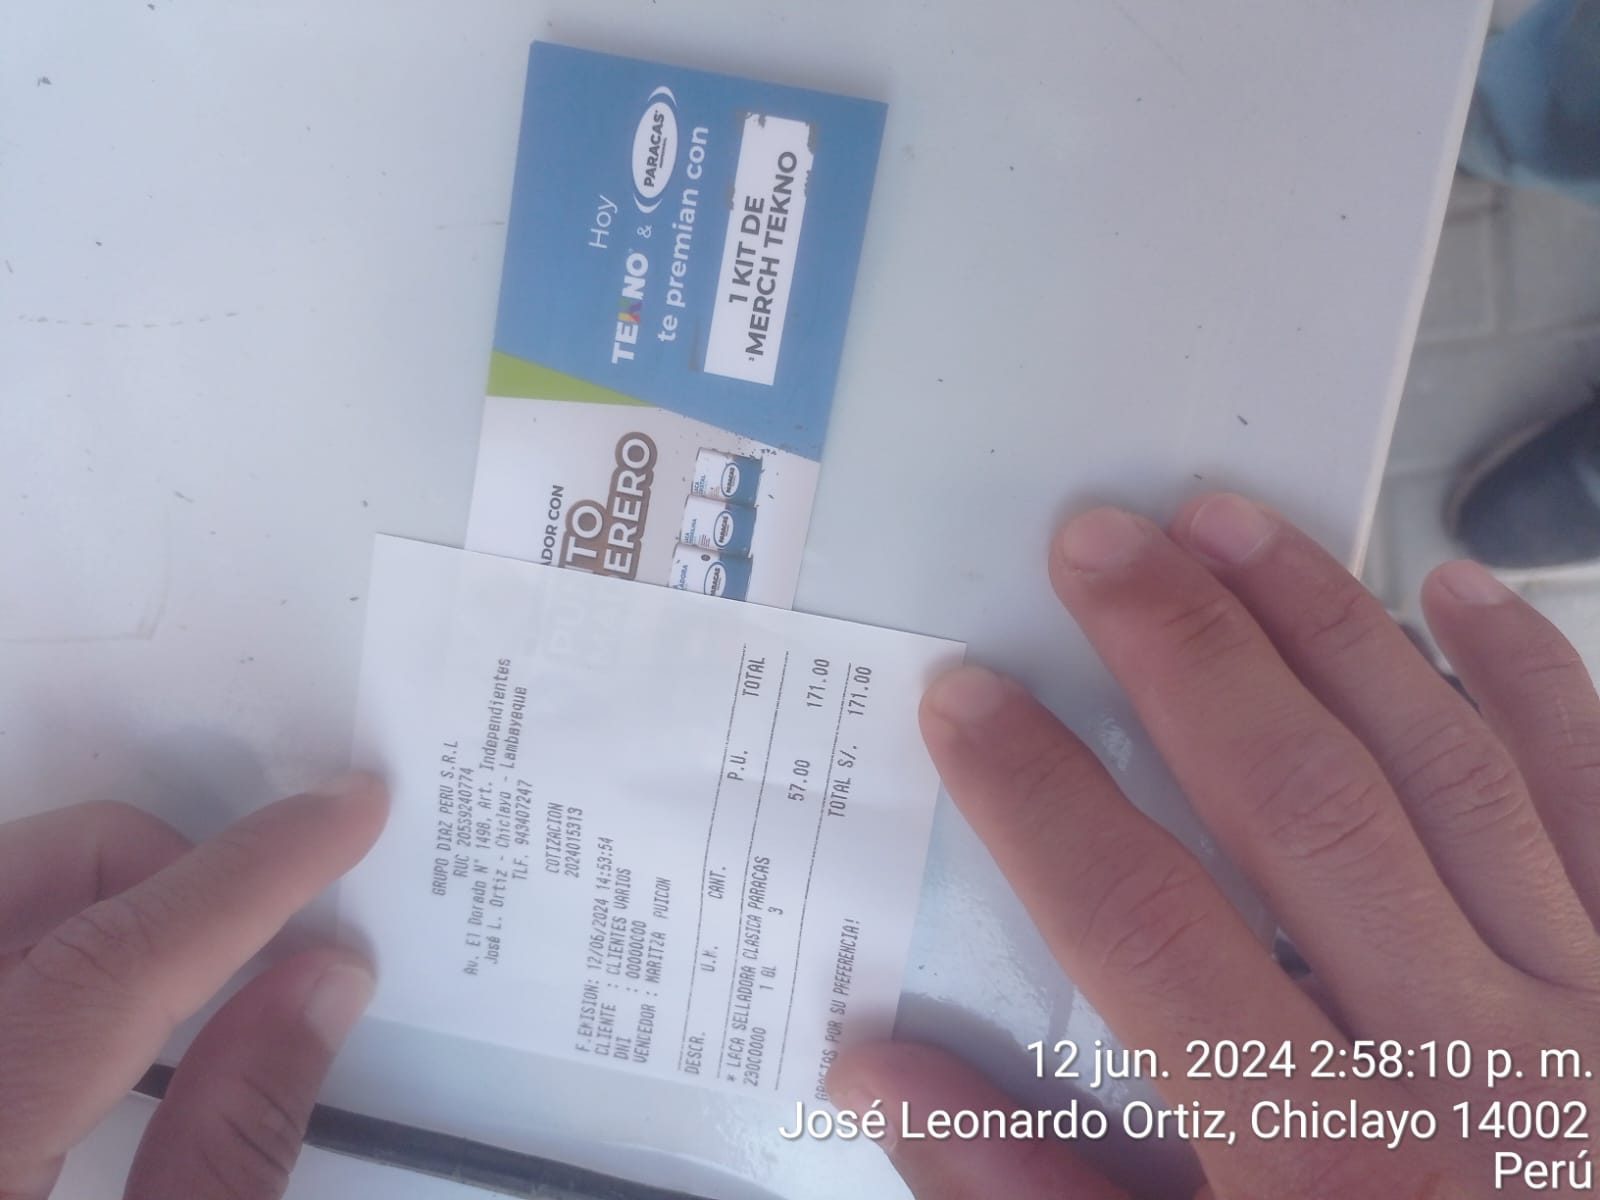 Hoy
TEKNO & PARACAS
te premian con
1 KIT DE
MERCH TEKNO
ADOR CON
PARACAS
PARACAS
PARACAS
GRUPO DIAZ PERU S.R.L
RUC 20559240774
Av. El Dorado N° 1498, Art. Independientes
José L. Ortiz - Chiclayo - Lambayeque
TLF. 943407247
COTIZACION
2024015313
F.EMISION: 12/06/2024 14:53:54
CLIENTE : CLIENTES VARIOS
DNI : 00000000
VENDEDOR : MARITZA PUICON
DESCR. U.M. CANT. P.U. TOTAL
* LACA SELLADORA CLASICA PARACAS
230C0000 1 GL 3 57.00 171.00
TOTAL S/. 171.00
GRACIAS POR SU PREFERENCIA!
12 jun. 2024 2:58:10 p. m.
José Leonardo Ortiz, Chiclayo 14002
Perú